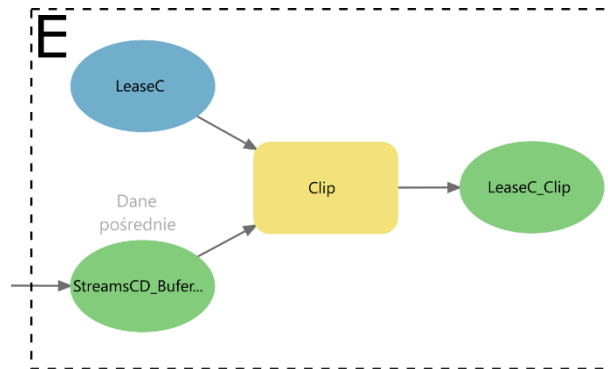 E
LeaseC
Clip
LeaseC_Clip
Dane
pośrednie
StreamsCD_Bufer...